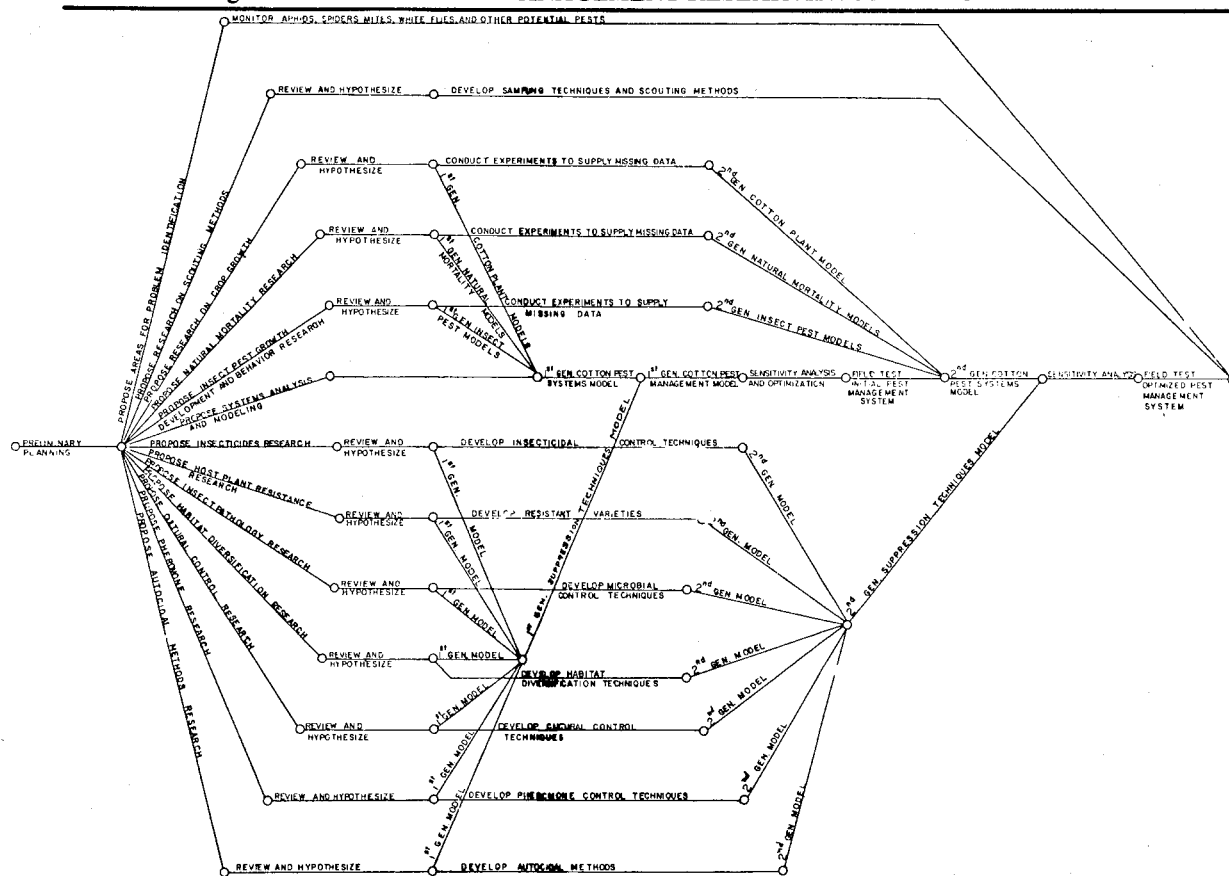 MONITOR APHIDS, SPIDERS MITES, WHITE FLIES, AND OTHER POTENTIAL PESTS
REVIEW AND HYPOTHESIZE
DEVELOP SAMPLING TECHNIQUES AND SCOUTING METHODS
REVIEW AND
HYPOTHESIZE
CONDUCT EXPERIMENTS TO SUPPLY MISSING DATA
REVIEW AND
HYPOTHESIZE
CONDUCT EXPERIMENTS TO SUPPLY MISSING DATA
REVIEW AND
HYPOTHESIZE
CONDUCT EXPERIMENTS TO SUPPLY
MISSING DATA
PROPOSE AREAS FOR PROBLEM IDENTIFICATION
PROPOSE RESEARCH ON SCOUTING METHODS
PROPOSE RESEARCH ON CROP GROWTH
PROPOSE NATURAL MORTALITY RESEARCH
PROPOSE INSECT PEST GROWTH
DEVELOPMENT AND BEHAVIOR RESEARCH
PROPOSE SYSTEMS ANALYSIS
AND MODELING
1st GEN. COTTON PLANT MODELS
1st GEN NATURAL
MORTALITY MODELS
1st GEN INSECT
PEST MODELS
2nd GEN COTTON PLANT MODEL
2nd GEN NATURAL MORTALITY MODELS
2nd GEN INSECT PEST MODELS
1st GEN COTTON PEST
SYSTEMS MODEL
1st GEN. COTTON PEST
MANAGEMENT MODEL
SENSITIVITY ANALYSIS
AND OPTIMIZATION
FIELD TEST
INITIAL PEST
MANAGEMENT
SYSTEM
2nd GEN COTTON
PEST SYSTEMS
MODEL
SENSITIVITY ANALYSIS
FIELD TEST
OPTIMIZED PEST
MANAGEMENT
SYSTEM
PRELIMINARY
PLANNING
PROPOSE INSECTICIDES RESEARCH
PROPOSE HOST PLANT RESISTANCE
RESEARCH
PROPOSE INSECT PATHOLOGY RESEARCH
PROPOSE HABITAT DIVERSIFICATION RESEARCH
CONTROL RESEARCH
PROPOSE PHEROMONE RESEARCH
PROPOSE AUTOCIDAL METHODS RESEARCH
REVIEW AND
HYPOTHESIZE
DEVELOP INSECTICIDAL CONTROL TECHNIQUES
REVIEW AND
HYPOTHESIZE
DEVELOP RESISTANT VARIETIES
REVIEW AND
HYPOTHESIZE
DEVELOP MICROBIAL
CONTROL TECHNIQUES
REVIEW AND
HYPOTHESIZE
1st GEN MODEL
DEVELOP HABITAT
DIVERSIFICATION TECHNIQUES
REVIEW AND
HYPOTHESIZE
DEVELOP CONTROL
TECHNIQUES
REVIEW AND HYPOTHESIZE
DEVELOP PHEROMONE CONTROL TECHNIQUES
REVIEW AND HYPOTHESIZE
DEVELOP AUTOCIDAL METHODS
1st GEN. MODEL
1st GEN. MODEL
1st GEN. MODEL
1st GEN MODEL
1st GEN MODEL
1st GEN MODEL
1st GEN. SUPPRESSION TECHNIQUES MODEL
2nd GEN. MODEL
2nd GEN. MODEL
2nd GEN. MODEL
2nd GEN. MODEL
2nd GEN. MODEL
2nd GEN. MODEL
2nd GEN MODEL
2nd GEN. SUPPRESSION TECHNIQUES MODEL